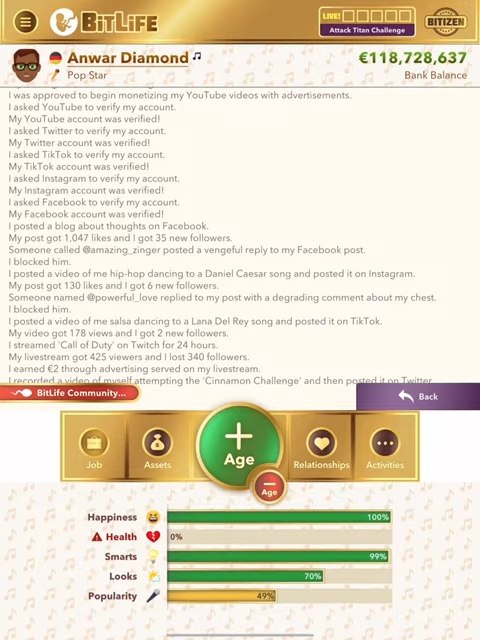 BITLIFE
LIVE!
Attack Titan Challenge
BITIZEN
Anwar Diamond
Pop Star
€118,728,637
Bank Balance
I was approved to begin monetizing my YouTube videos with advertisements.
I asked YouTube to verify my account.
My YouTube account was verified!
I asked Twitter to verify my account.
My Twitter account was verified!
I asked TikTok to verify my account.
My TikTok account was verified!
I asked Instagram to verify my account.
My Instagram account was verified!
I asked Facebook to verify my account.
My Facebook account was verified!
I posted a blog about thoughts on Facebook.
My post got 1,047 likes and I got 35 new followers.
Someone called @amazing_zinger posted a vengeful reply to my Facebook post.
I blocked him.
I posted a video of me hip-hop dancing to a Daniel Caesar song and posted it on Instagram.
My post got 130 likes and I got 6 new followers.
Someone named @powerful_love replied to my post with a degrading comment about my chest.
I blocked him.
I posted a video of me salsa dancing to a Lana Del Rey song and posted it on TikTok.
My video got 178 views and I got 2 new followers.
I streamed 'Call of Duty' on Twitch for 24 hours.
My livestream got 425 viewers and I lost 340 followers.
I earned €2 through advertising served on my livestream.
I recorded a video of myself attempting the 'Cinnamon Challenge' and then posted it on Twitter
BitLife Community...
Back
Job
Assets
+
Age
Age
Relationships
Activities
Happiness 100%
Health 0%
Smarts 99%
Looks 70%
Popularity 49%